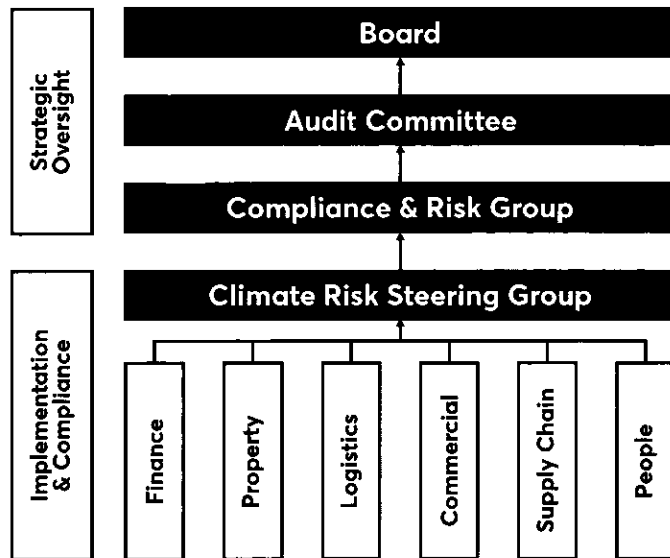 Strategic
Oversight
Board
Audit Committee
Compliance & Risk Group
Implementation
& Compliance
Climate Risk Steering Group
Finance
Property
Logistics
Commercial
Supply Chain
People